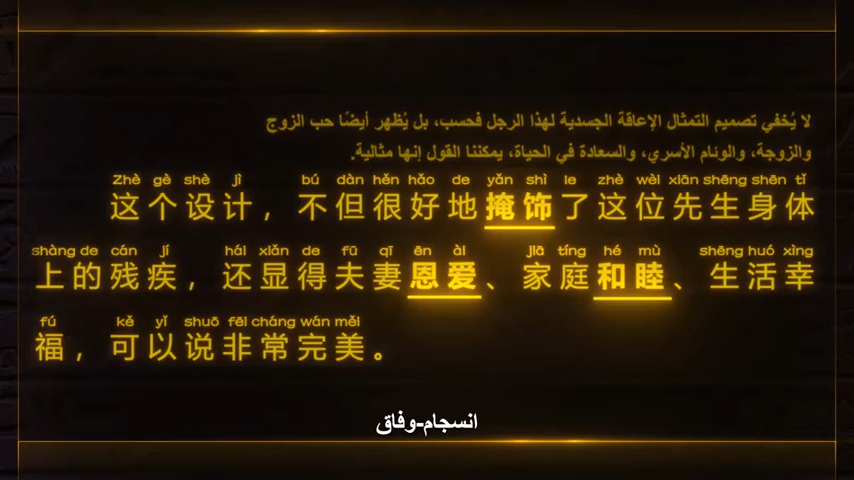 لا يُخفي تصميم التمثال الإعاقة الجسدية لهذا الرجل فحسب، بل يُظهر أيضًا حب الزوج
والزوجة، والوئام الأسري، والسعادة في الحياة، يمكننا القول إنها مثالية.
Zhè gè shè jì bú dàn hěn hǎo de yǎn shì le zhè wèi xiān shēng shēn tǐ
这个设计，不但很好地掩饰了这位先生身体
shàng de cán jí hái xiǎn de fū qī ēn ài jiā tíng hé mù shēng huó xìng
上的残疾，还显得夫妻恩爱、家庭和睦、生活幸
fú kě yǐ shuō fēi cháng wán měi
福，可以说非常完美。
انسجام-وفاق